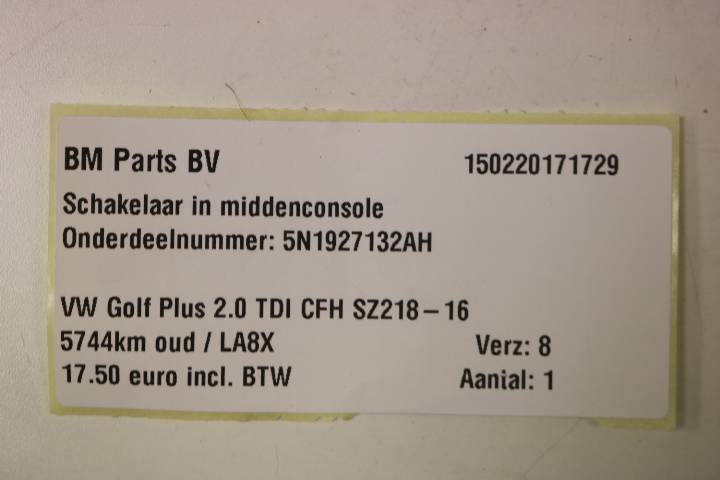 BM Parts BV 150220171729
Schakelaar in middenconsole
Onderdeelnummer: 5N1927132AH
VW Golf Plus 2.0 TDI CFH SZ218-16
5744km oud / LA8X Verz: 8
17.50 euro incl. BTW Aanial: 1